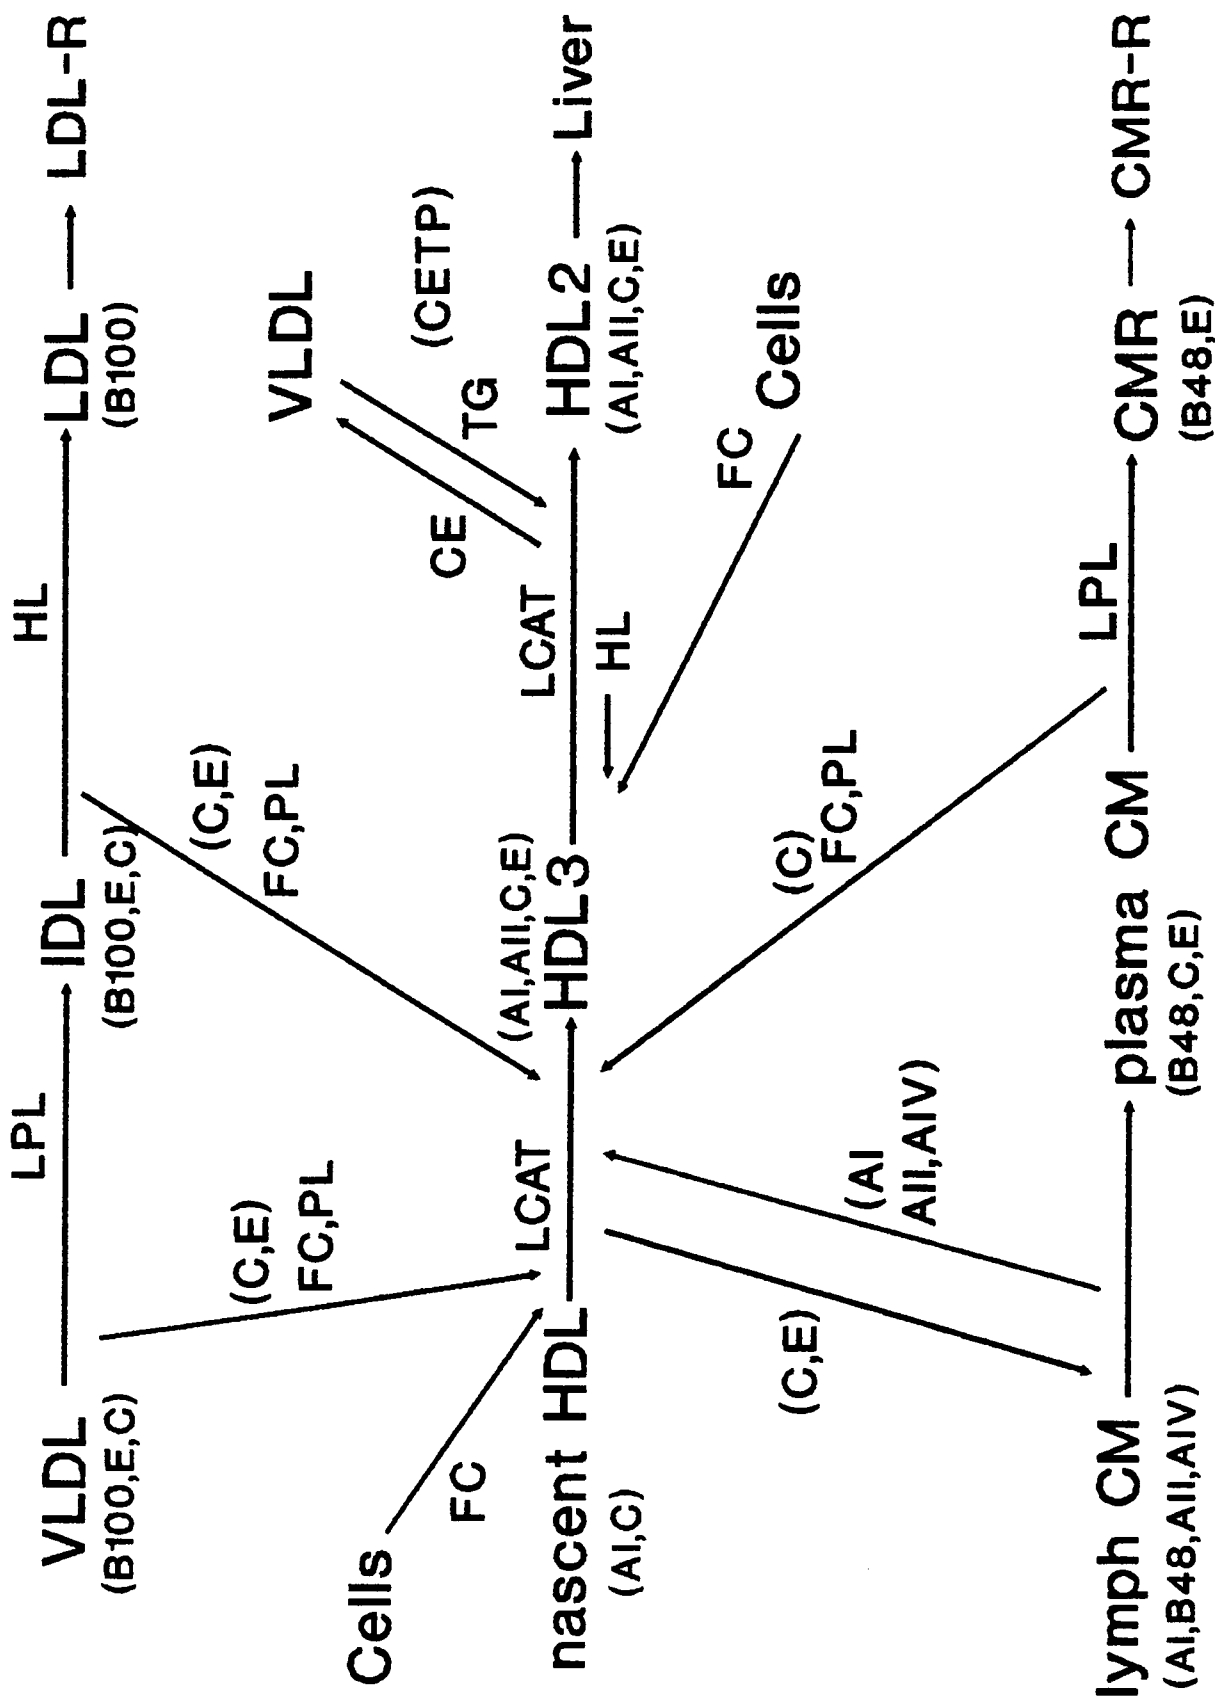 LPL
HL
VLDL
IDL
LDL
LDL-R
(B100,E,C)
(B100,E,C)
(B100)
(C,E)
FC,PL
(C,E)
FC,PL
VLDL
Cells
FC
CE
TG
(CETP)
LCAT
(AI,AII,C,E)
LCAT
nascent HDL
HDL3
HDL2
Liver
(AI,C)
HL
(AI,AII,C,E)
FC
Cells
(C,E)
(AI
AII,AIV)
(C)
FC,PL
LPL
lymph CM
plasma CM
CMR
CMR-R
(AI,B48,AII,AIV)
(B48,C,E)
(B48,E)